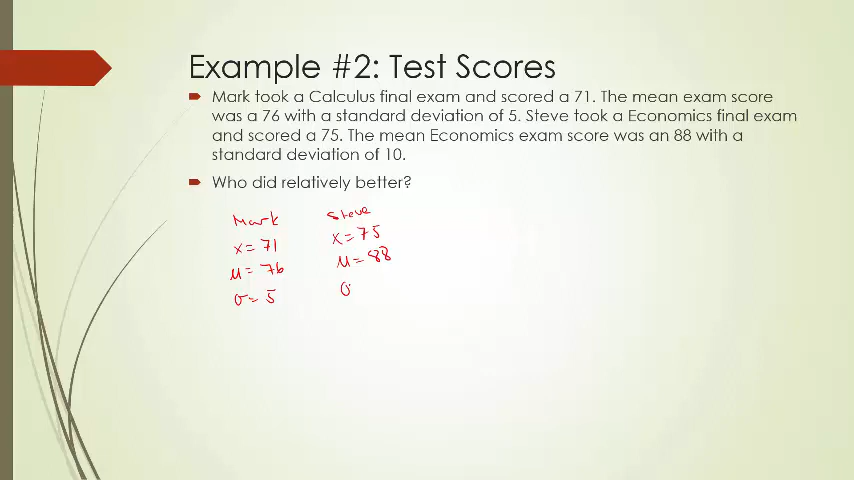 Example #2: Test Scores
Mark took a Calculus final exam and scored a 71. The mean exam score
was a 76 with a standard deviation of 5. Steve took a Economics final exam
and scored a 75. The mean Economics exam score was an 88 with a
standard deviation of 10.
Who did relatively better?
Mark Steve
x = 71 x = 75
μ = 76 μ = 88
σ = 5 σ